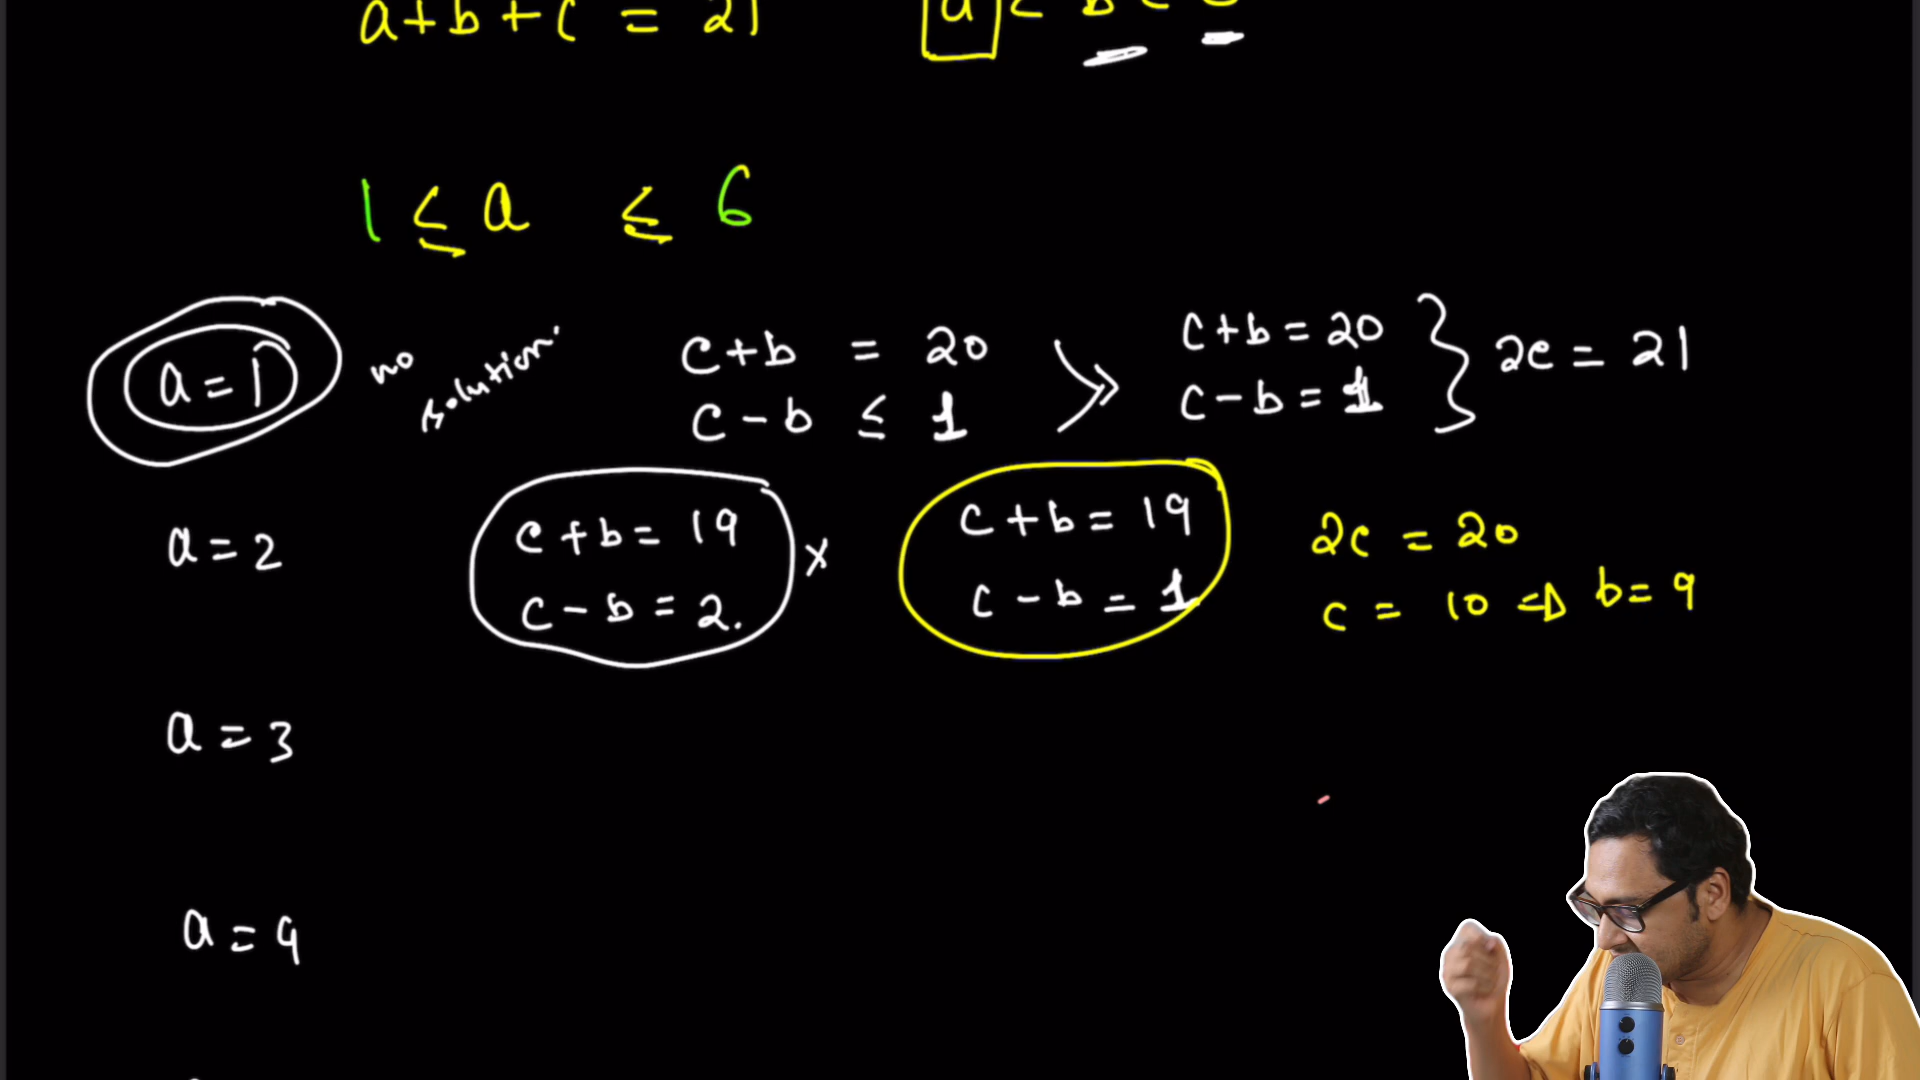 a+b+c = 21 a < b < c
1 ≤ a ≤ 6
a=1 no solution. c+b = 20 c+b=20 2c = 21
c-b ≤ 1 c-b=1
a=2 c+b=19 x c+b=19 2c = 20
c-b=2. c-b=1 c = 10 ⇒ b=9
a=3
a=4